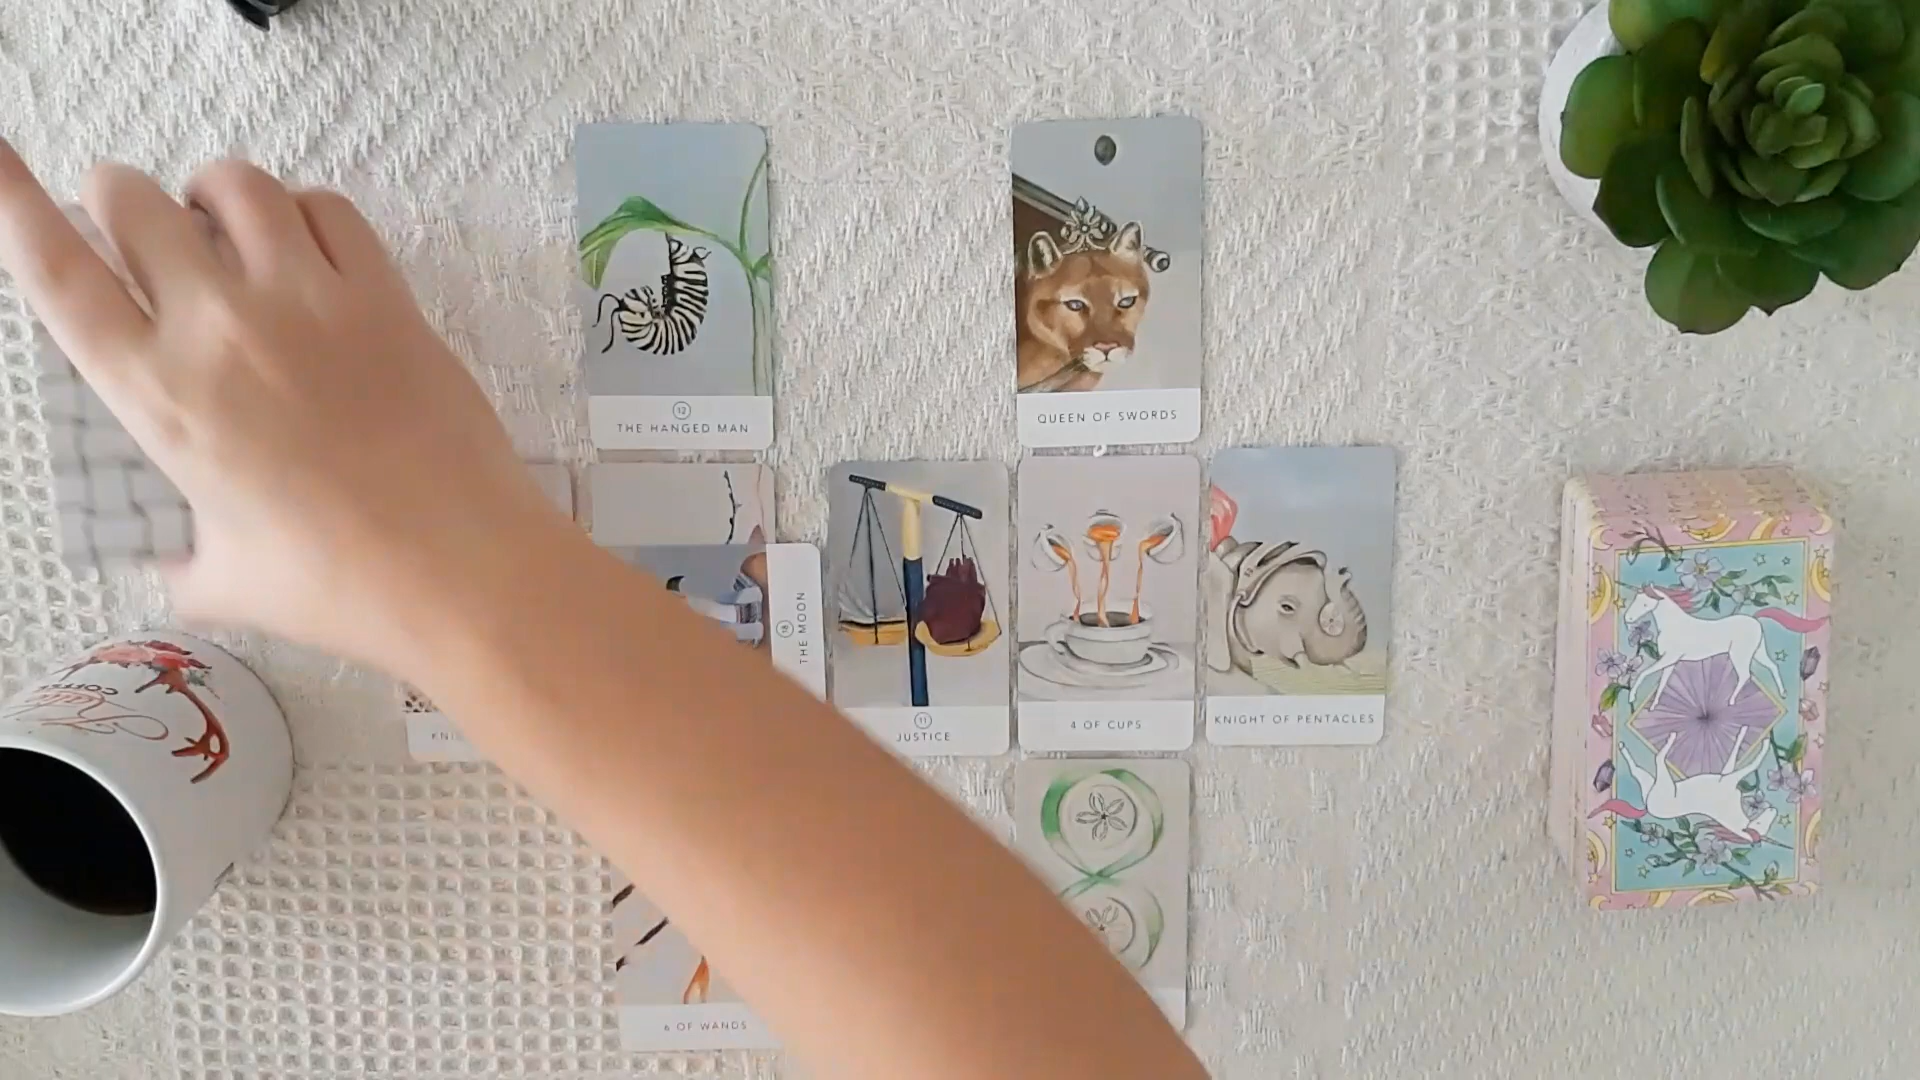 12
THE HANGED MAN
QUEEN OF SWORDS
18
THE MOON
11
JUSTICE
4 OF CUPS
KNIGHT OF PENTACLES
COFFEE
6 OF WANDS